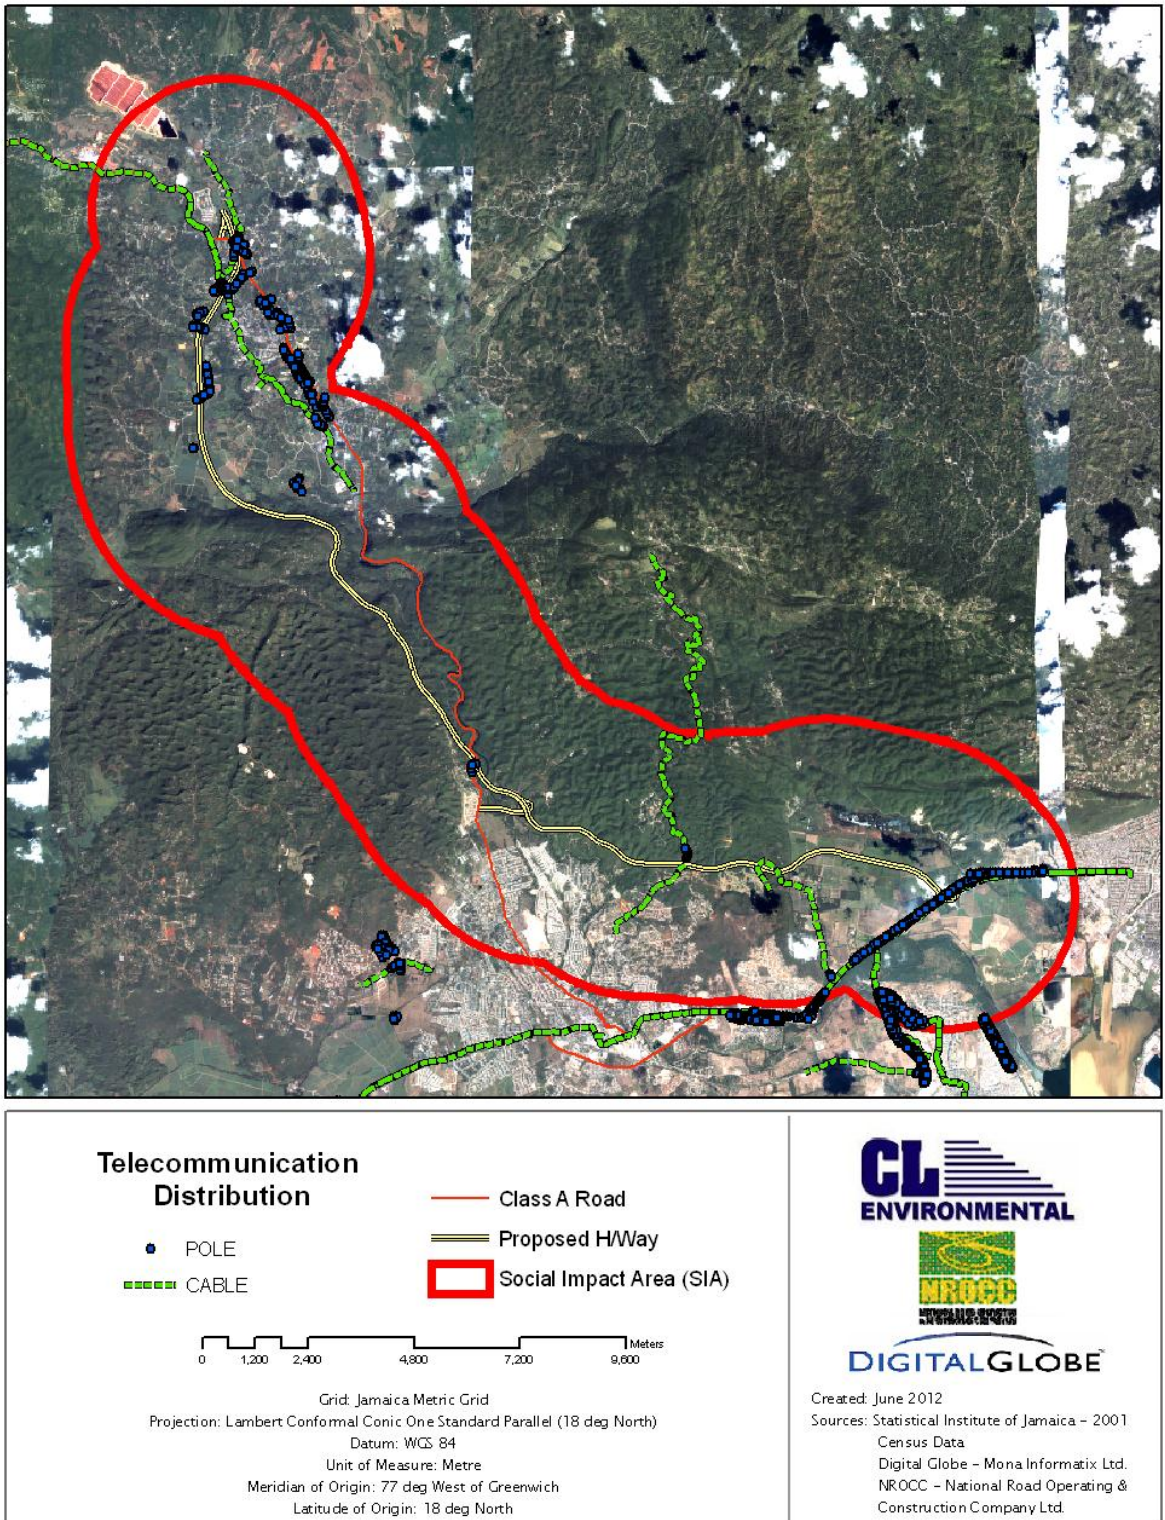 Telecommunication
Distribution
POLE
CABLE
Class A Road
Proposed H/Way
Social Impact Area (SIA)
Meters
0 1,200 2,400 4,800 7,200 9,600
Grid: Jamaica Metric Grid
Projection: Lambert Conformal Conic One Standard Parallel (18 deg North)
Datum: WGS 84
Unit of Measure: Metre
Meridian of Origin: 77 deg West of Greenwich
Latitude of Origin: 18 deg North
CL
ENVIRONMENTAL
NROCC
DIGITALGLOBE
Created: June 2012
Sources: Statistical Institute of Jamaica - 2001
Census Data
Digital Globe - Mona Informatix Ltd.
NROCC - National Road Operating &
Construction Company Ltd.